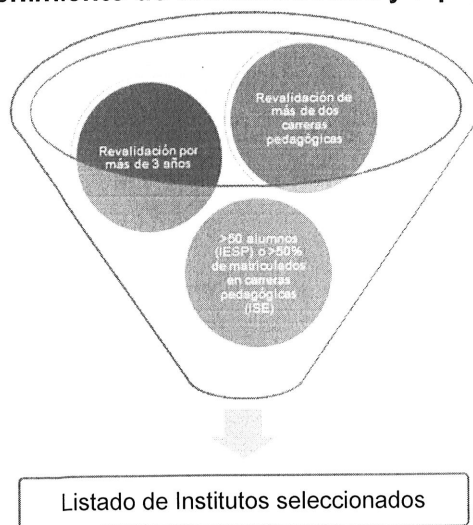 Revalidación de
más de dos
carreras
pedagógicas
Revalidación por
más de 3 años
>50 alumnos
(IESP) o >50%
de matriculados
en carreras
pedagógicas
(ISE)
Listado de Institutos seleccionados